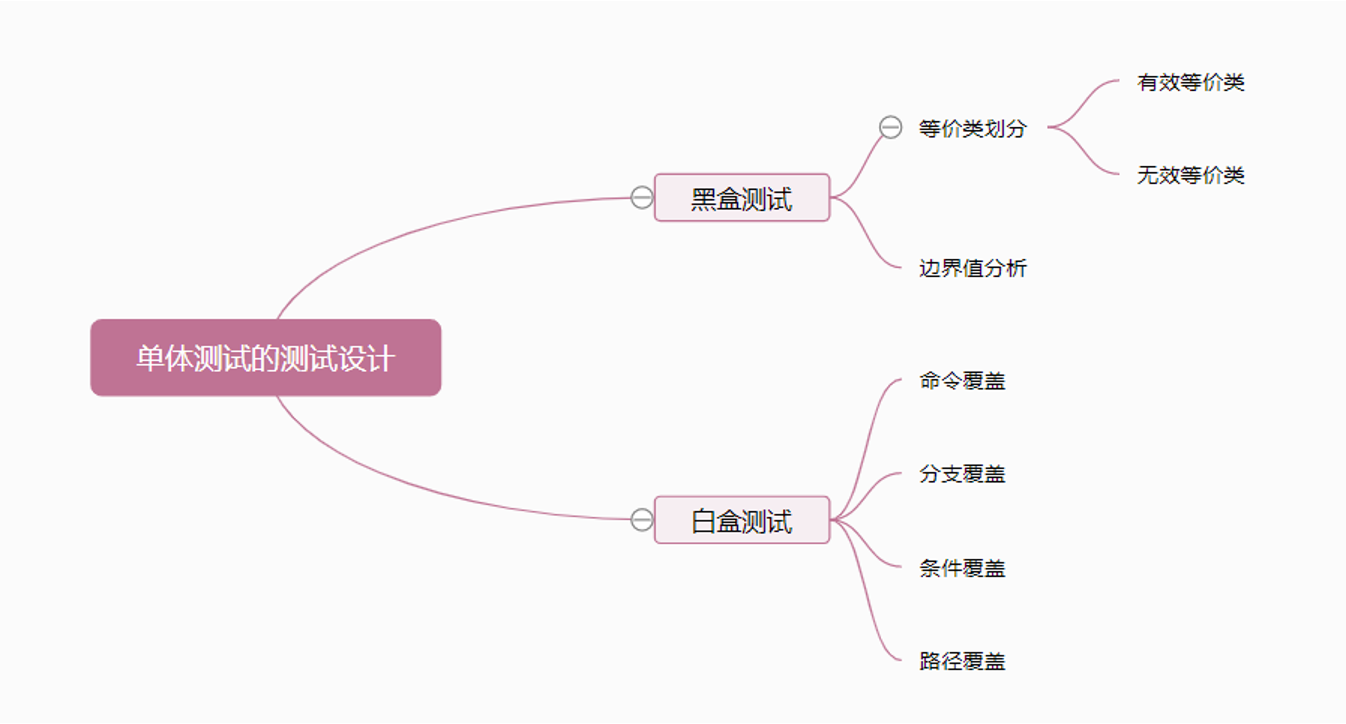 单体测试的测试设计
黑盒测试
等价类划分
有效等价类
无效等价类
边界值分析
白盒测试
命令覆盖
分支覆盖
条件覆盖
路径覆盖